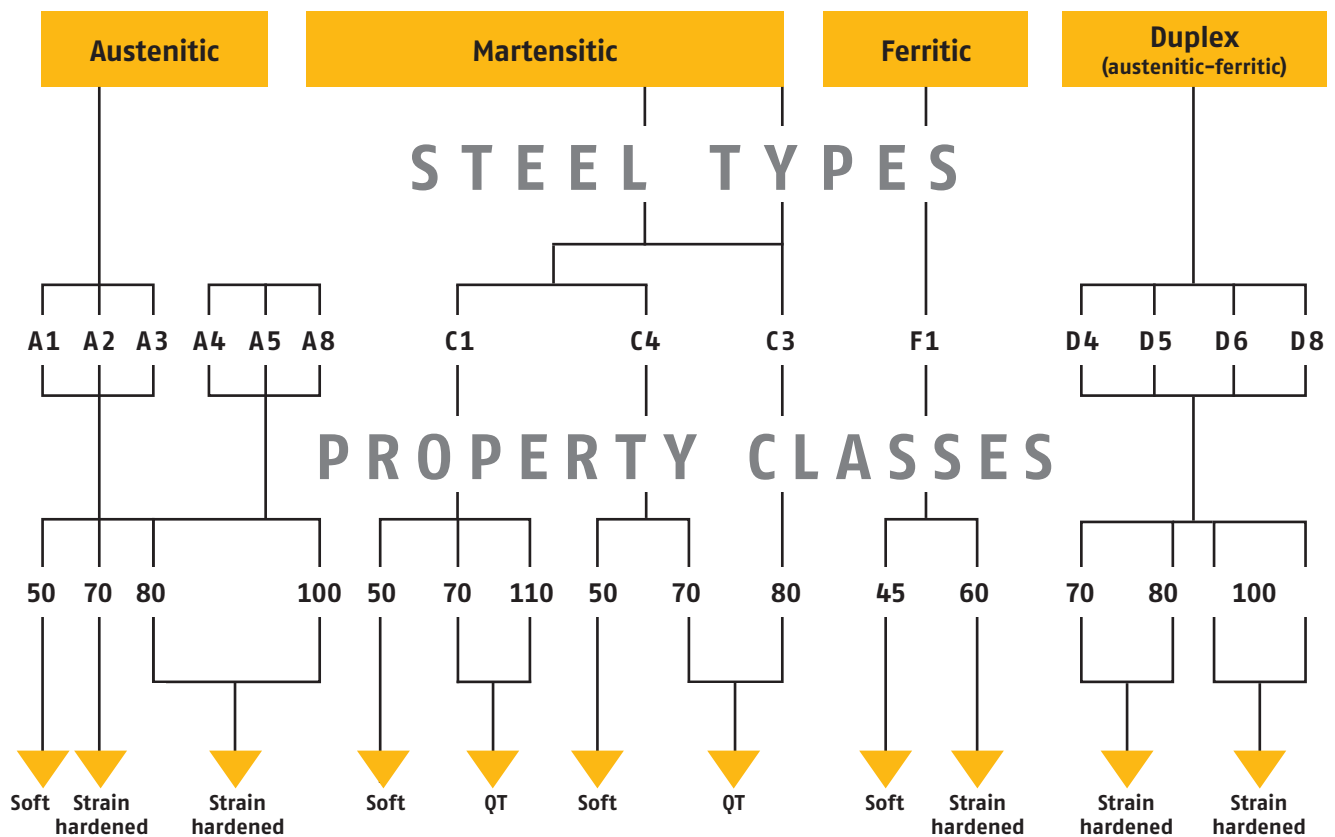 Austenitic
Martensitic
Ferritic
Duplex
(austenitic-ferritic)
STEEL TYPES
A1 A2 A3 A4 A5 A8 C1 C4 C3 F1 D4 D5 D6 D8
PROPERTY CLASSES
50 70 80 100 50 70 110 50 70 80 45 60 70 80 100
Soft
Strain
hardened
Strain
hardened
Soft
QT
Soft
QT
Soft
Strain
hardened
Strain
hardened
Strain
hardened